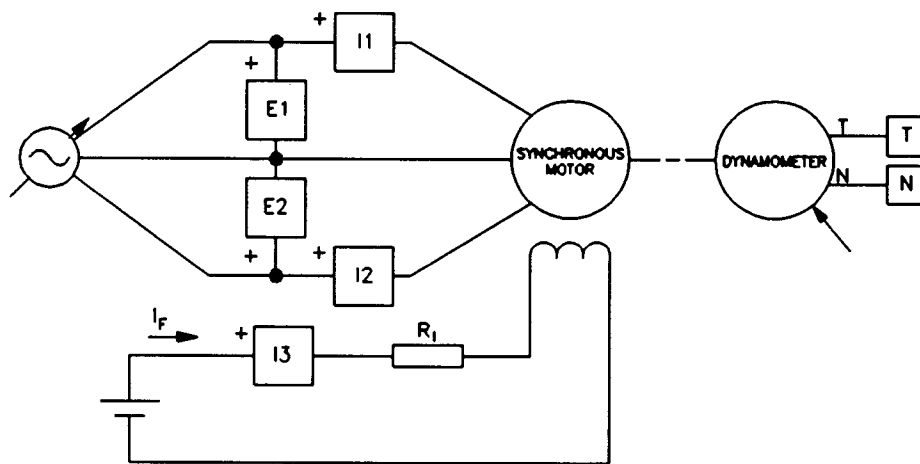 + I1
+
E1
SYNCHRONOUS
MOTOR
DYNAMOMETER
T
T
N
N
E2
+ +
I2
I_F
+
I3
R_1